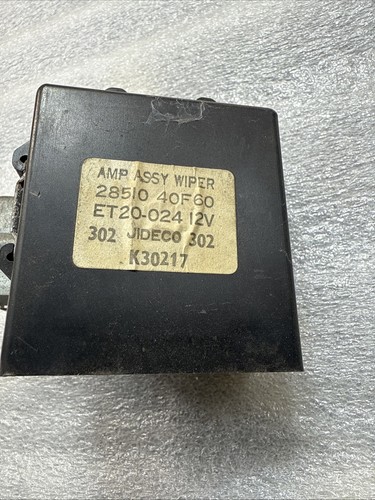 AMP ASSY WIPER
28510 40F60
ET20-024 12V
302 JIDECO 302
K30217